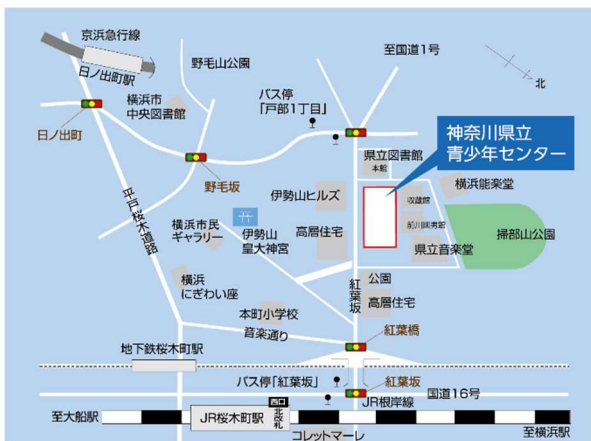 京浜急行線
日ノ出町駅
野毛山公園
至国道1号
北
バス停
「戸部1丁目」
横浜市
中央図書館
神奈川県立
青少年センター
日ノ出町
野毛坂
県立図書館
本館
収蔵館
横浜能楽堂
伊勢山ヒルズ
前川國男館
掃部山公園
平戸桜木道路
横浜市民
ギャラリー
伊勢山
皇大神宮
高層住宅
県立音楽堂
横浜
にぎわい座
紅葉坂
公園
高層住宅
本町小学校
音楽通り
紅葉橋
地下鉄桜木町駅
バス停「紅葉坂」
紅葉坂
国道16号
JR根岸線
至大船駅
JR桜木町駅
西口
北改札
至横浜駅
コレットマーレ